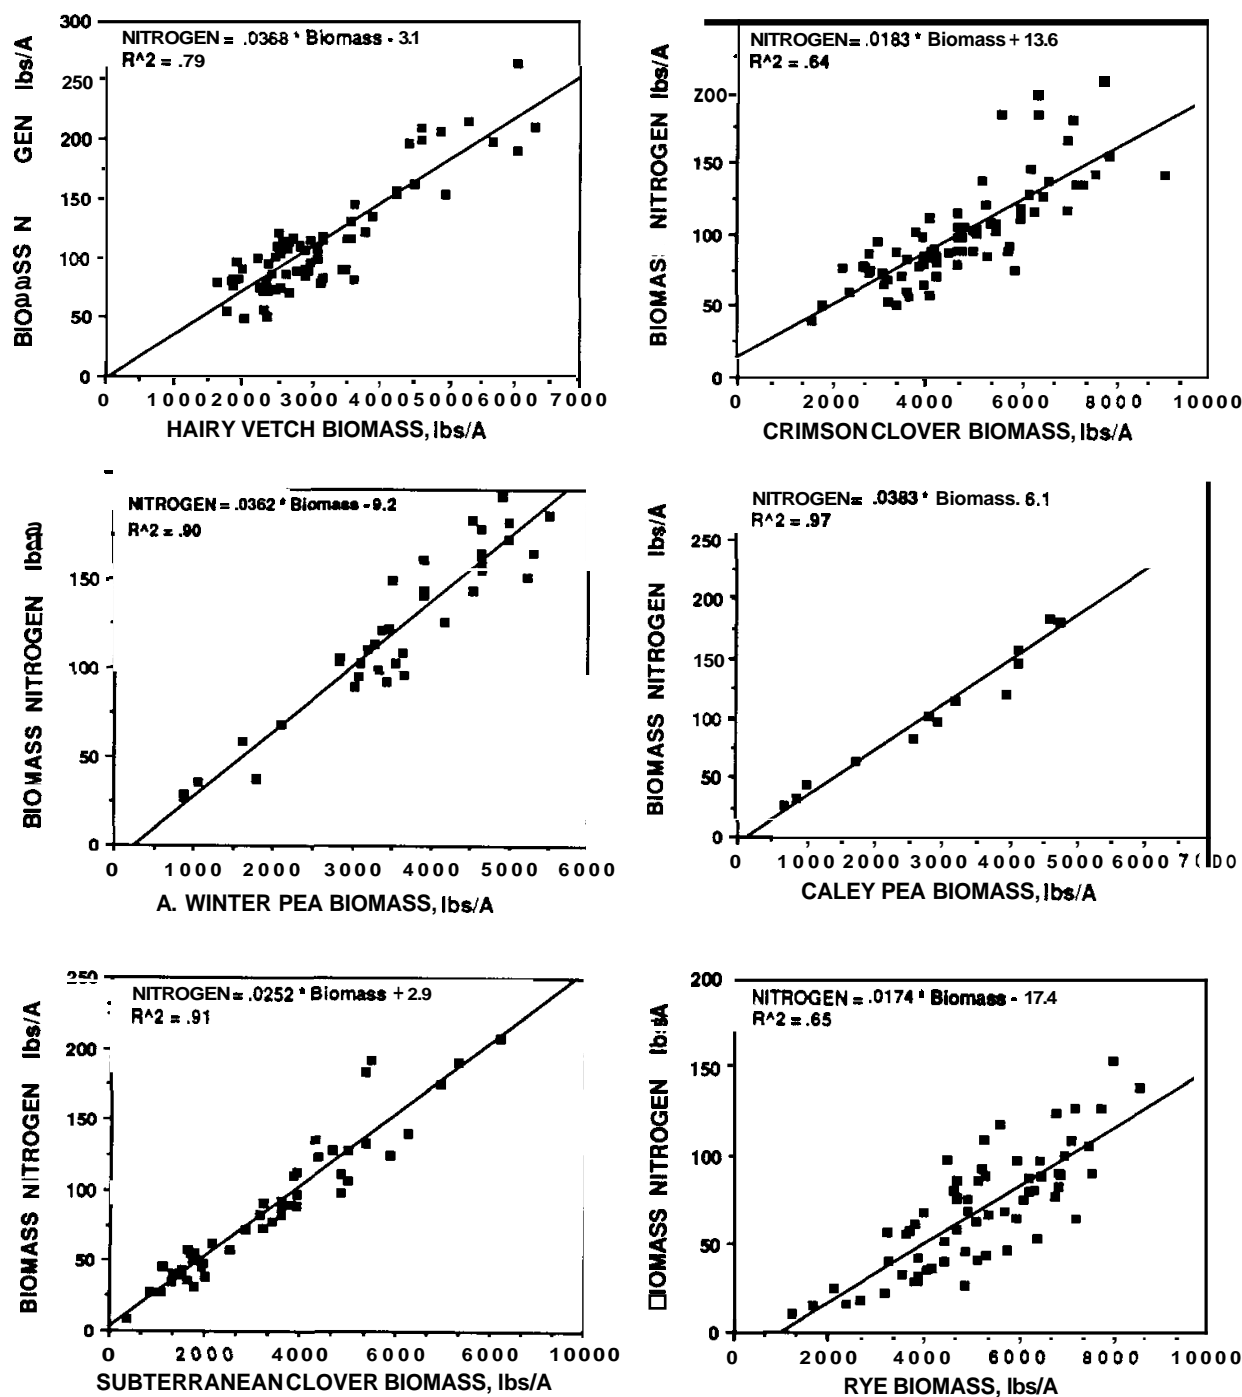 NITROGEN = .0368 * Biomass - 3.1
R^2 = .79
300
250
200
150
100
50
0
0 1000 2000 3000 4000 5000 6000 7000
GEN lbs/A
HAIRY VETCH BIOMASS, lbs/A
NITROGEN = .0183 * Biomass + 13.6
R^2 = .64
200
150
100
50
0
0 2000 4000 6000 8000 10000
BIOMAS NITROGEN lbs/A
CRIMSON CLOVER BIOMASS, lbs/A
NITROGEN = .0362 * Biomass - 9.2
R^2 = .90
150
100
50
0
0 1000 2000 3000 4000 5000 6000
BIOMASS NITROGEN
A. WINTER PEA BIOMASS, lbs/A
NITROGEN = .0383 * Biomass. 6.1
R^2 = .97
250
200
150
100
50
0
0 1000 2000 3000 4000 5000 6000
BIOMASS NITROGEN lbs/A
CALEY PEA BIOMASS, lbs/A
NITROGEN = .0252 * Biomass + 2.9
R^2 = .91
250
200
150
100
50
0
0 2000 4000 6000 8000 10000
BIOMASS NITROGEN lbs/A
SUBTERRANEAN CLOVER BIOMASS, lbs/A
NITROGEN = .0174 * Biomass - 17.4
R^2 = .65
200
150
100
50
0
0 2000 4000 6000 8000 10000
IOMASS NITROGEN lbs/A
RYE BIOMASS, lbs/A